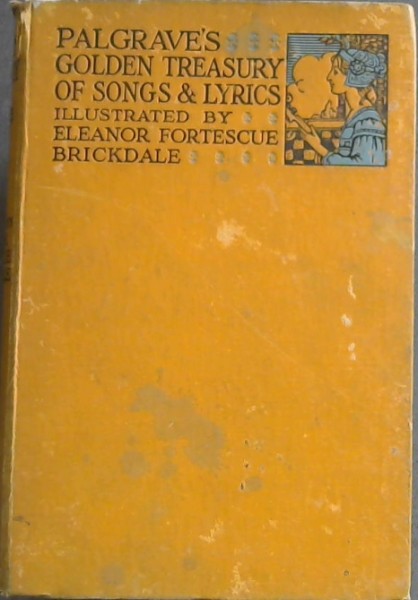 PALGRAVE'S
GOLDEN TREASURY
OF SONGS & LYRICS
ILLUSTRATED BY
ELEANOR FORTESCUE
BRICKDALE